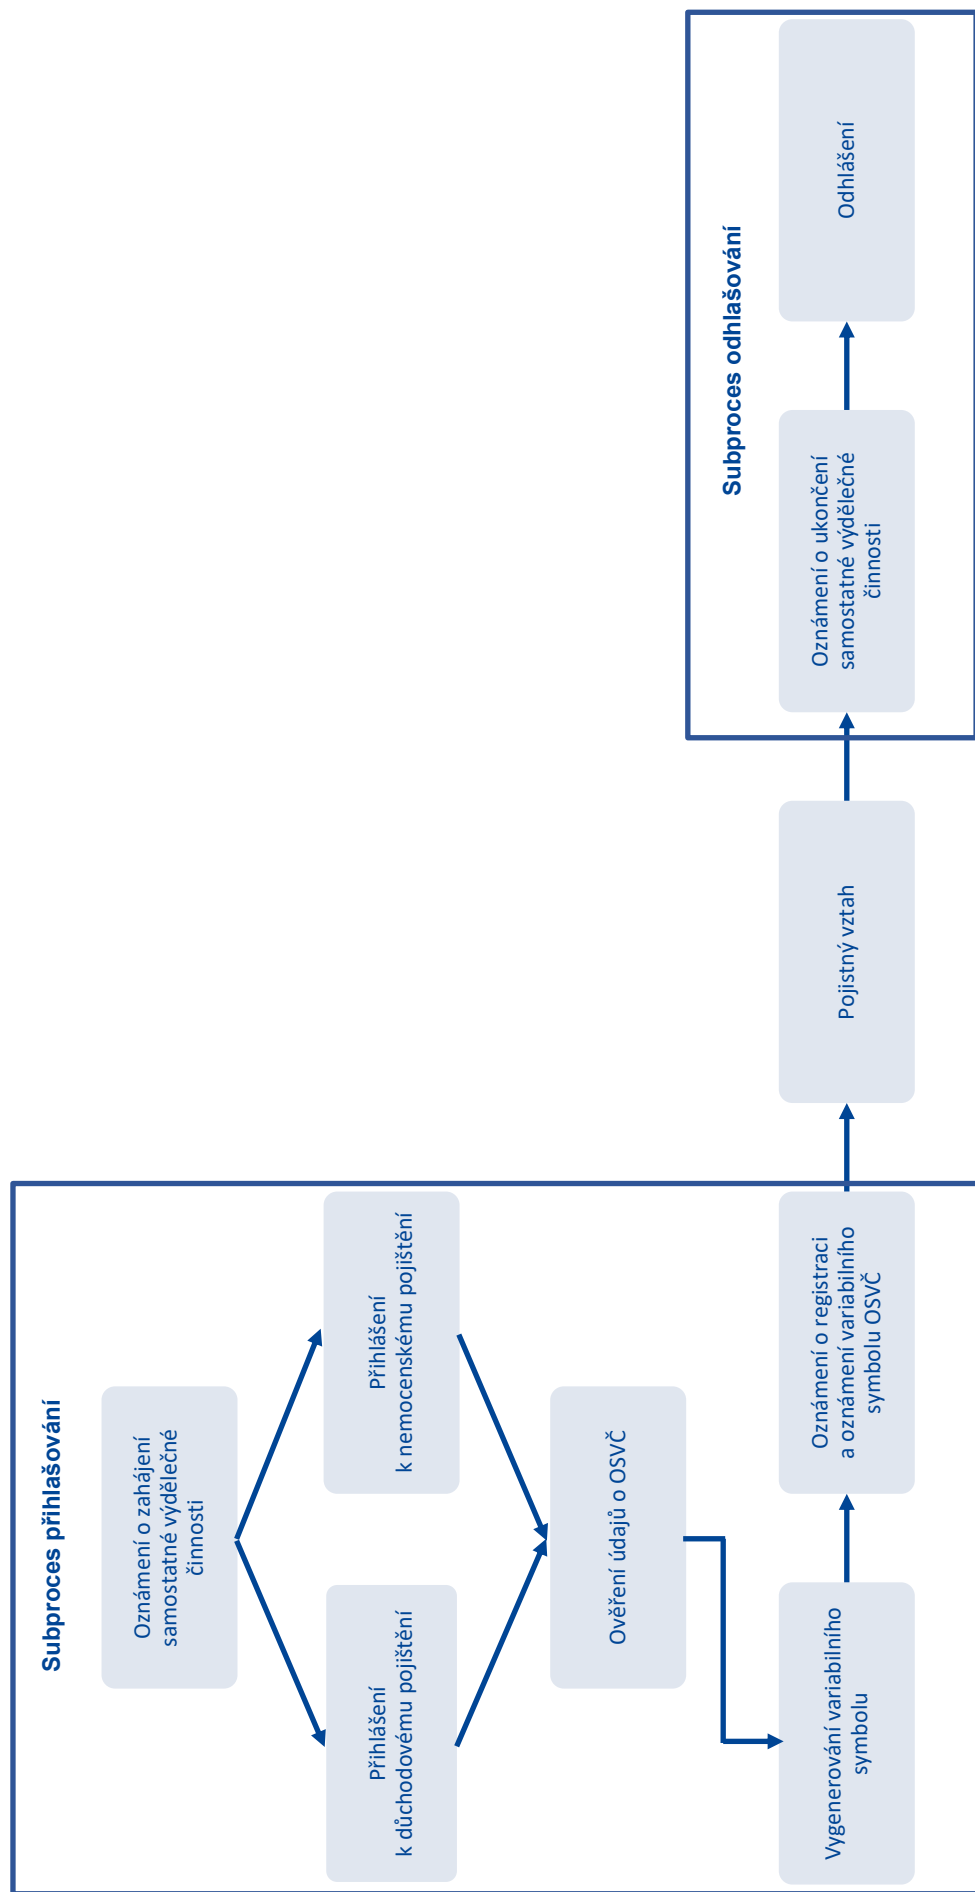 Subproces přihlašování
Oznámení o zahájení
samostatné výdělečné
činnosti
Přihlášení
k důchodovému pojištění
Přihlášení
k nemocenskému pojištění
Ověření údajů o OSVČ
Vygenerování variabilního
symbolu
Oznámení o registraci
a oznámení variabilního
symbolu OSVČ
Pojistný vztah
Subproces odhlašování
Oznámení o ukončení
samostatné výdělečné
činnosti
Odhlášení